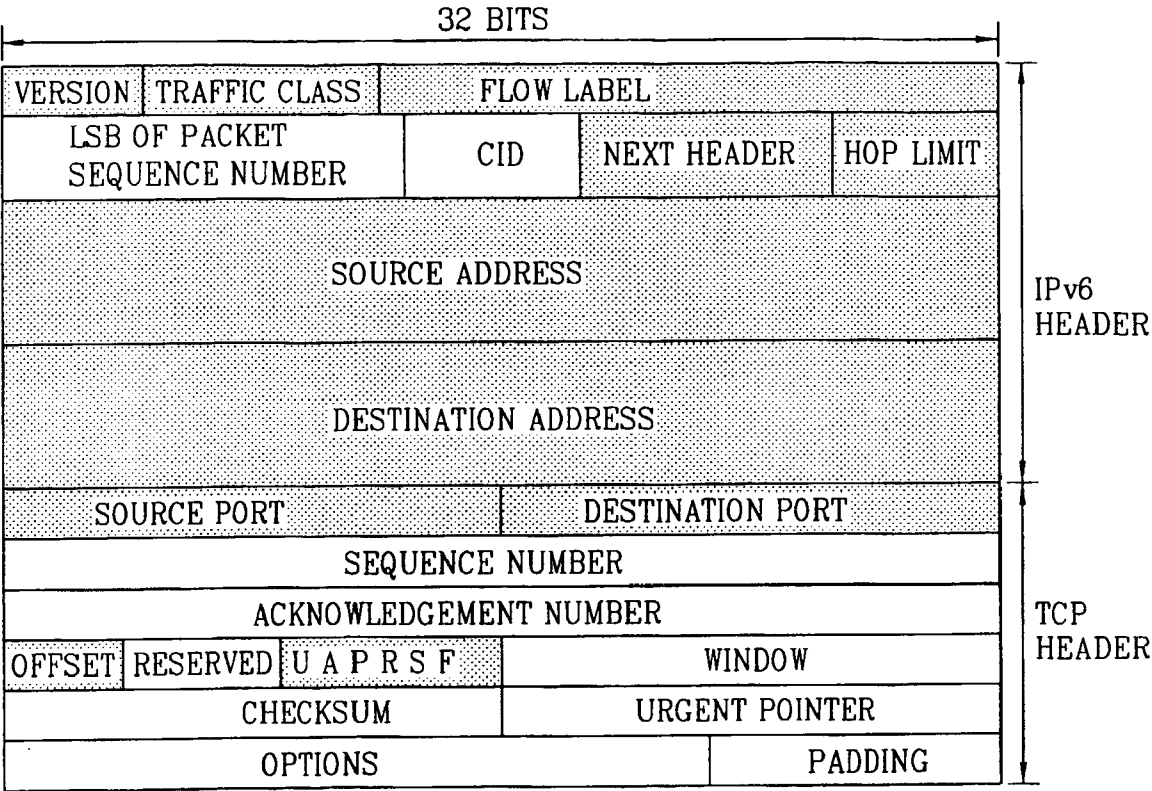 32 BITS
VERSION TRAFFIC CLASS FLOW LABEL
LSB OF PACKET
SEQUENCE NUMBER
CID
NEXT HEADER
HOP LIMIT
SOURCE ADDRESS
DESTINATION ADDRESS
IPv6
HEADER
SOURCE PORT DESTINATION PORT
SEQUENCE NUMBER
ACKNOWLEDGEMENT NUMBER
OFFSET RESERVED U A P R S F WINDOW
CHECKSUM URGENT POINTER
OPTIONS PADDING
TCP
HEADER